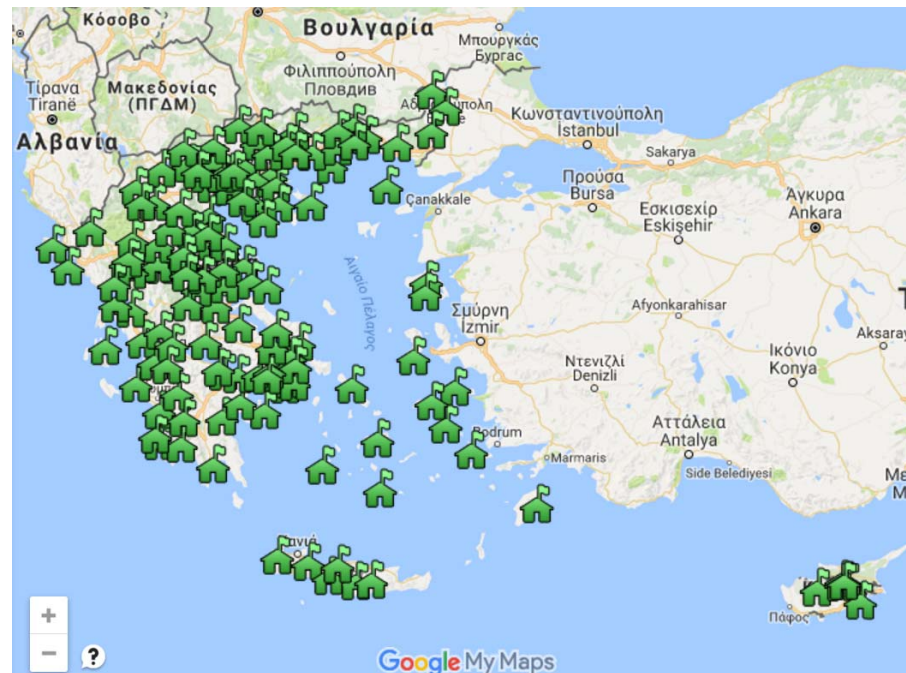 Κόσοβο
Βουλγαρία
Μπουργκάς
Бургас
Φιλιππούπολη
Пловдив
Τίρανα
Tiranë
Μακεδονίας
(ΠΓΔΜ)
Αλβανία
Κωνσταντινούπολη
İstanbul
Sakarya
Προύσα
Bursa
Çanakkale
Εσκισεχίρ
Eskişehir
Άγκυρα
Ankara
Αιγαίο Πέλαγος
Σμύρνη
İzmir
Afyonkarahisar
Aksaray
Ικόνιο
Konya
Ντενιζλί
Denizli
Αττάλεια
Antalya
Bodrum
Marmaris
Side Belediyesi
Πάφος
+
−
?
Google My Maps